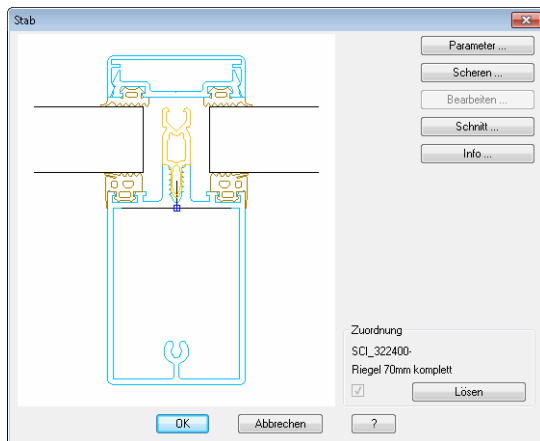 Stab
Parameter ...
Scheren ...
Bearbeiten ...
Schnitt ...
Info ...
Zuordnung
SCI_322400-
Riegel 70mm komplett
Lösen
OK
Abbrechen
?